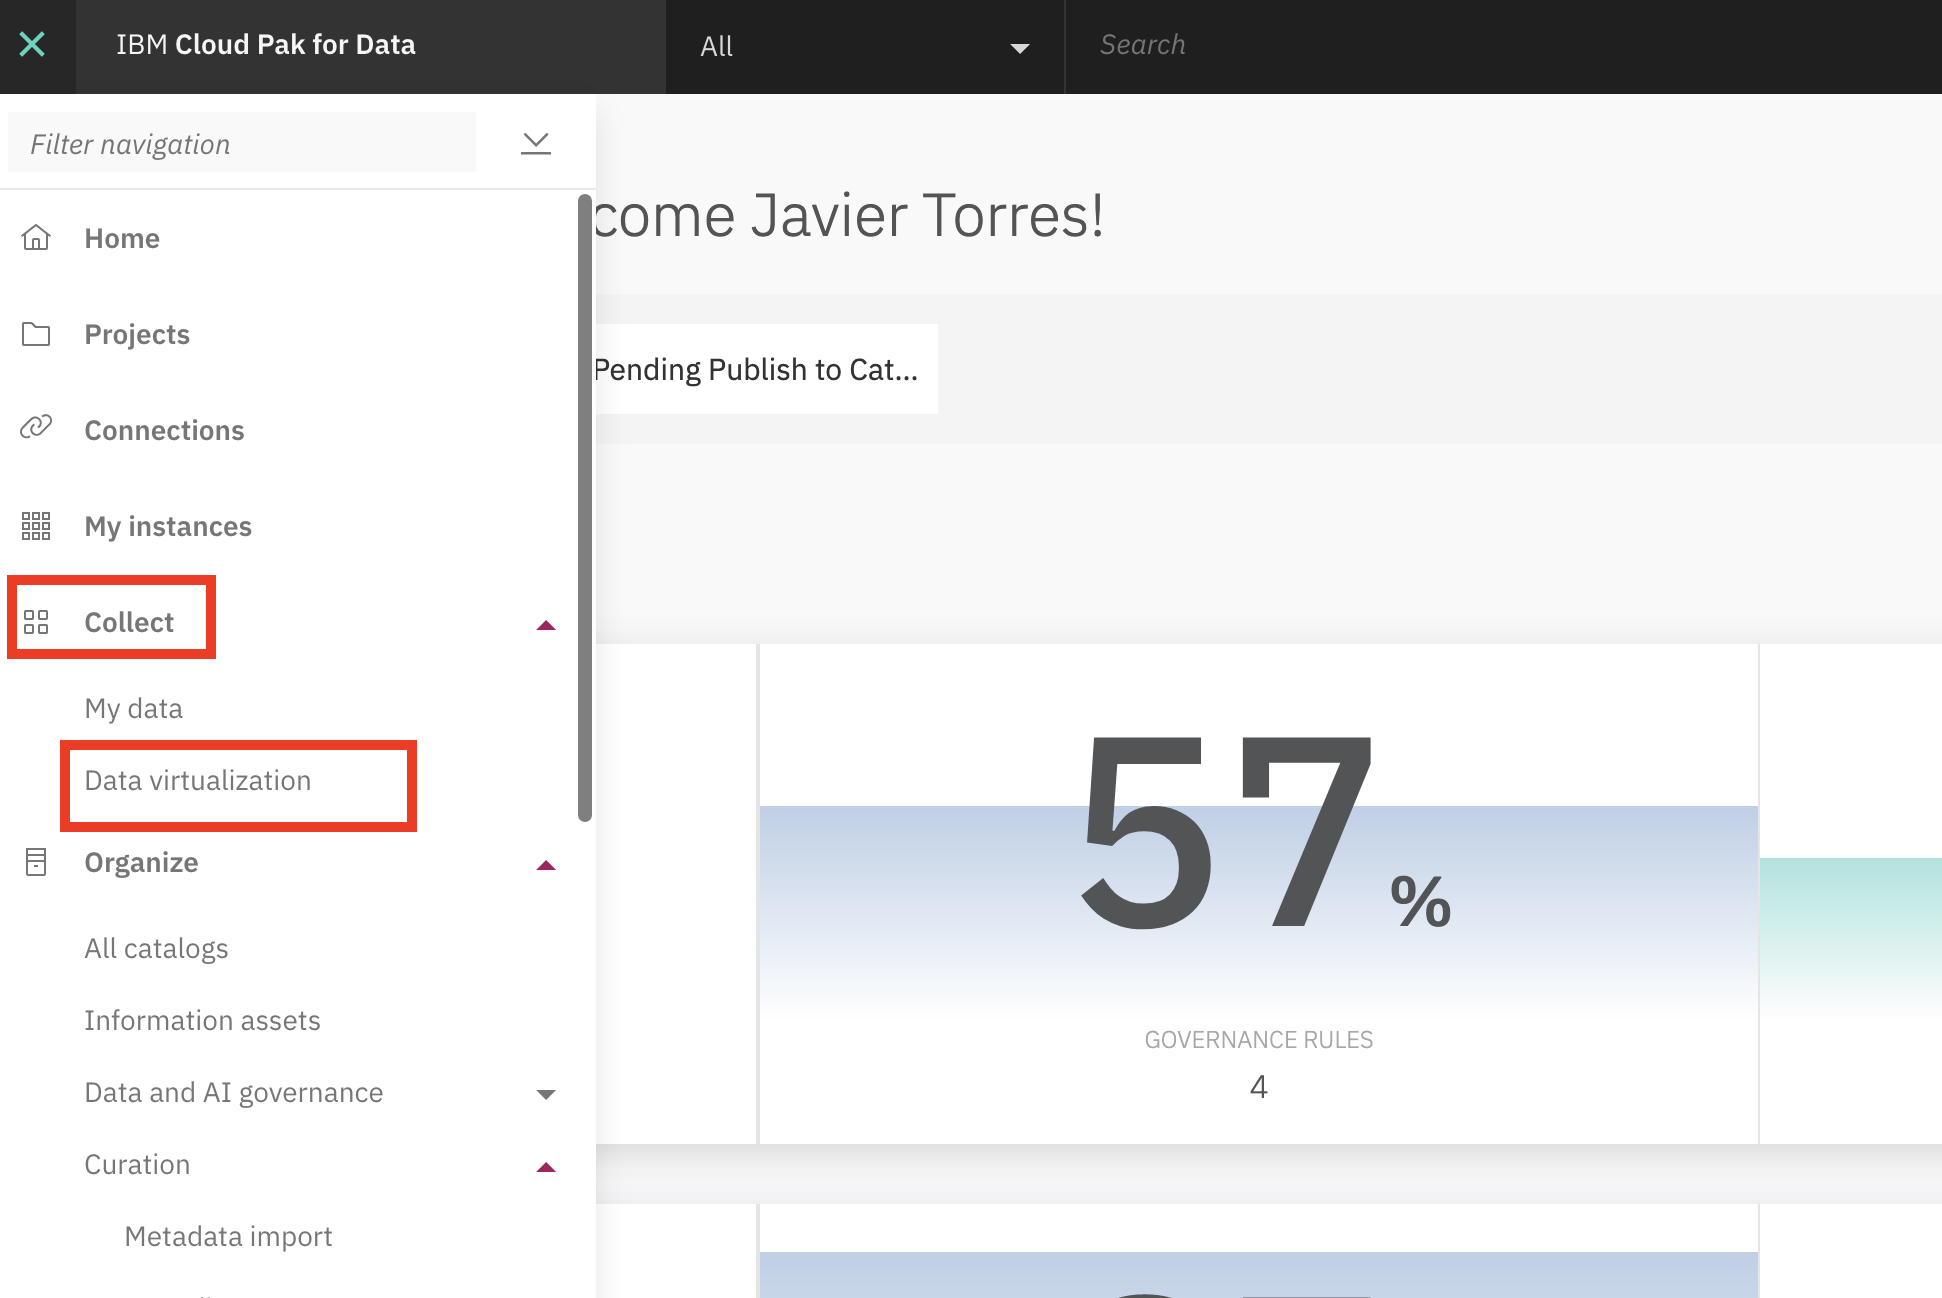 IBM Cloud Pak for Data
All
Search
Filter navigation
come Javier Torres!
Home
Projects
Pending Publish to Cat...
Connections
My instances
Collect
My data
Data virtualization
57 %
Organize
All catalogs
Information assets
GOVERNANCE RULES
4
Data and AI governance
Curation
Metadata import